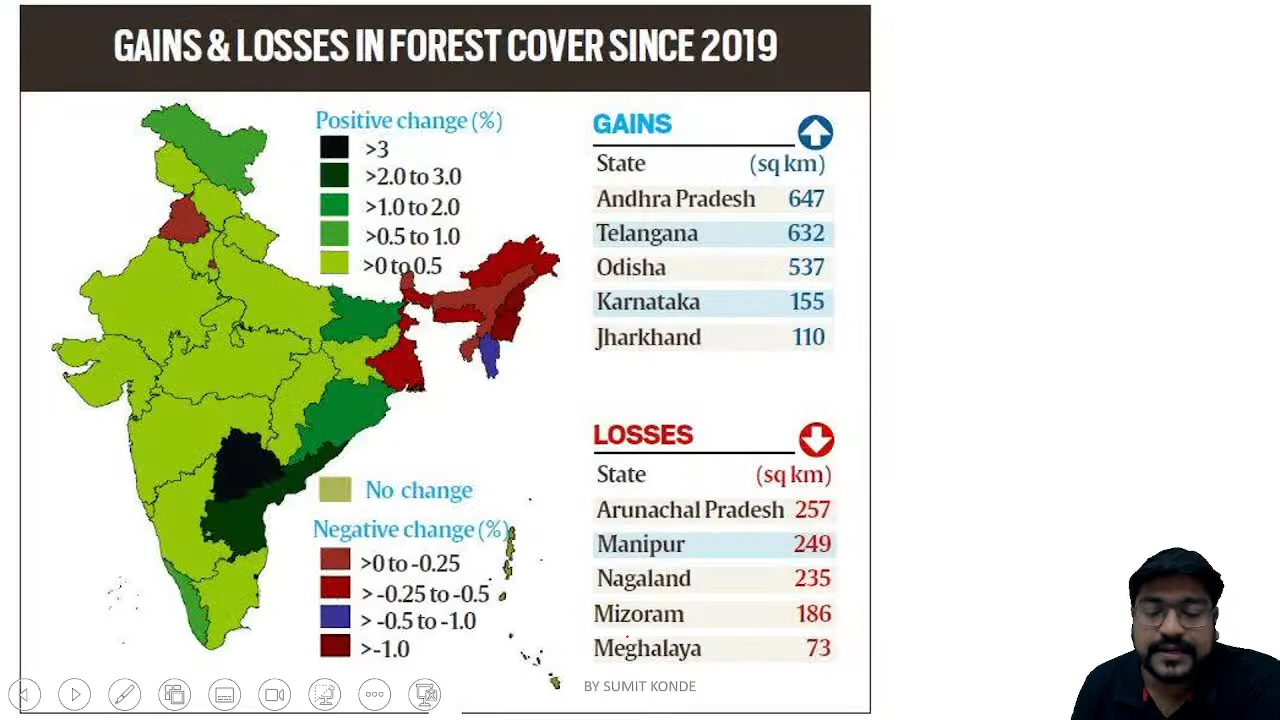 GAINS & LOSSES IN FOREST COVER SINCE 2019
Positive change (%)
>3
>2.0 to 3.0
>1.0 to 2.0
>0.5 to 1.0
>0 to 0.5
No change
Negative change (%)
>0 to -0.25
> -0.25 to -0.5
> -0.5 to -1.0
>-1.0
GAINS
State (sq km)
Andhra Pradesh 647
Telangana 632
Odisha 537
Karnataka 155
Jharkhand 110
LOSSES
State (sq km)
Arunachal Pradesh 257
Manipur 249
Nagaland 235
Mizoram 186
Meghalaya 73
BY SUMIT KONDE